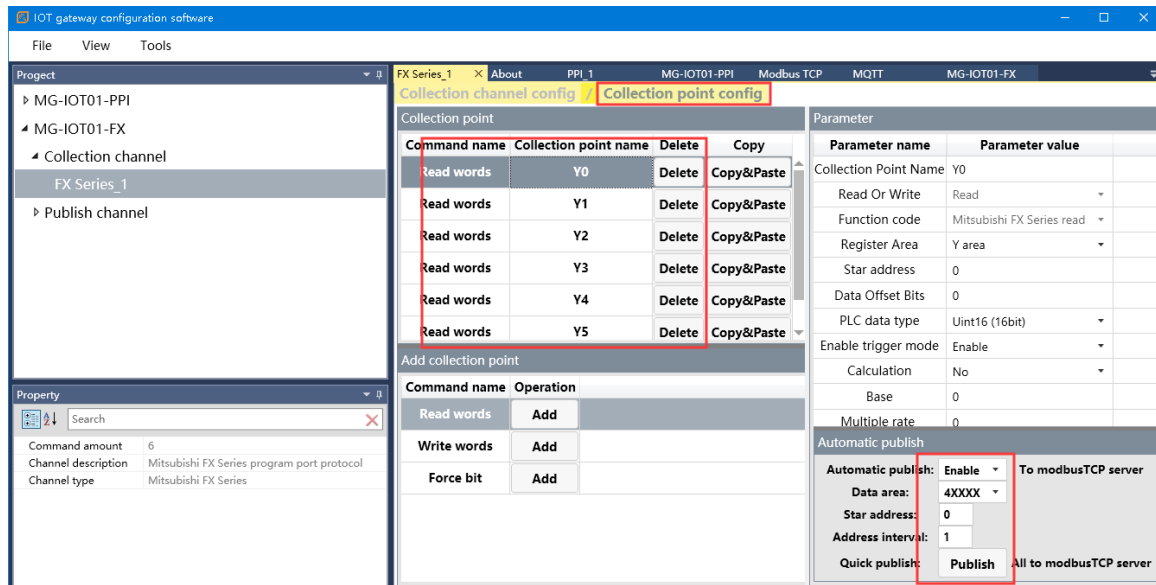 IOT gateway configuration software
File View Tools
Progect
MG-IOT01-PPI
MG-IOT01-FX
Collection channel
FX Series_1
Publish channel
Property
Search
Command amount 6
Channel description Mitsubishi FX Series program port protocol
Channel type Mitsubishi FX Series
FX Series_1 About PPI_1 MG-IOT01-PPI Modbus TCP MQTT MG-IOT01-FX
Collection channel config / Collection point config
Collection point
Command name Collection point name Delete Copy
Read words Y0 Delete Copy&Paste
Read words Y1 Delete Copy&Paste
Read words Y2 Delete Copy&Paste
Read words Y3 Delete Copy&Paste
Read words Y4 Delete Copy&Paste
Read words Y5 Delete Copy&Paste
Add collection point
Command name Operation
Read words Add
Write words Add
Force bit Add
Parameter
Parameter name Parameter value
Collection Point Name Y0
Read Or Write Read
Function code Mitsubishi FX Series read
Register Area Y area
Star address 0
Data Offset Bits 0
PLC data type Uint16 (16bit)
Enable trigger mode Enable
Calculation No
Base 0
Multiple rate 0
Automatic publish
Automatic publish: Enable To modbusTCP server
Data area: 4XXXX
Star address: 0
Address interval: 1
Quick publish: Publish All to modbusTCP server